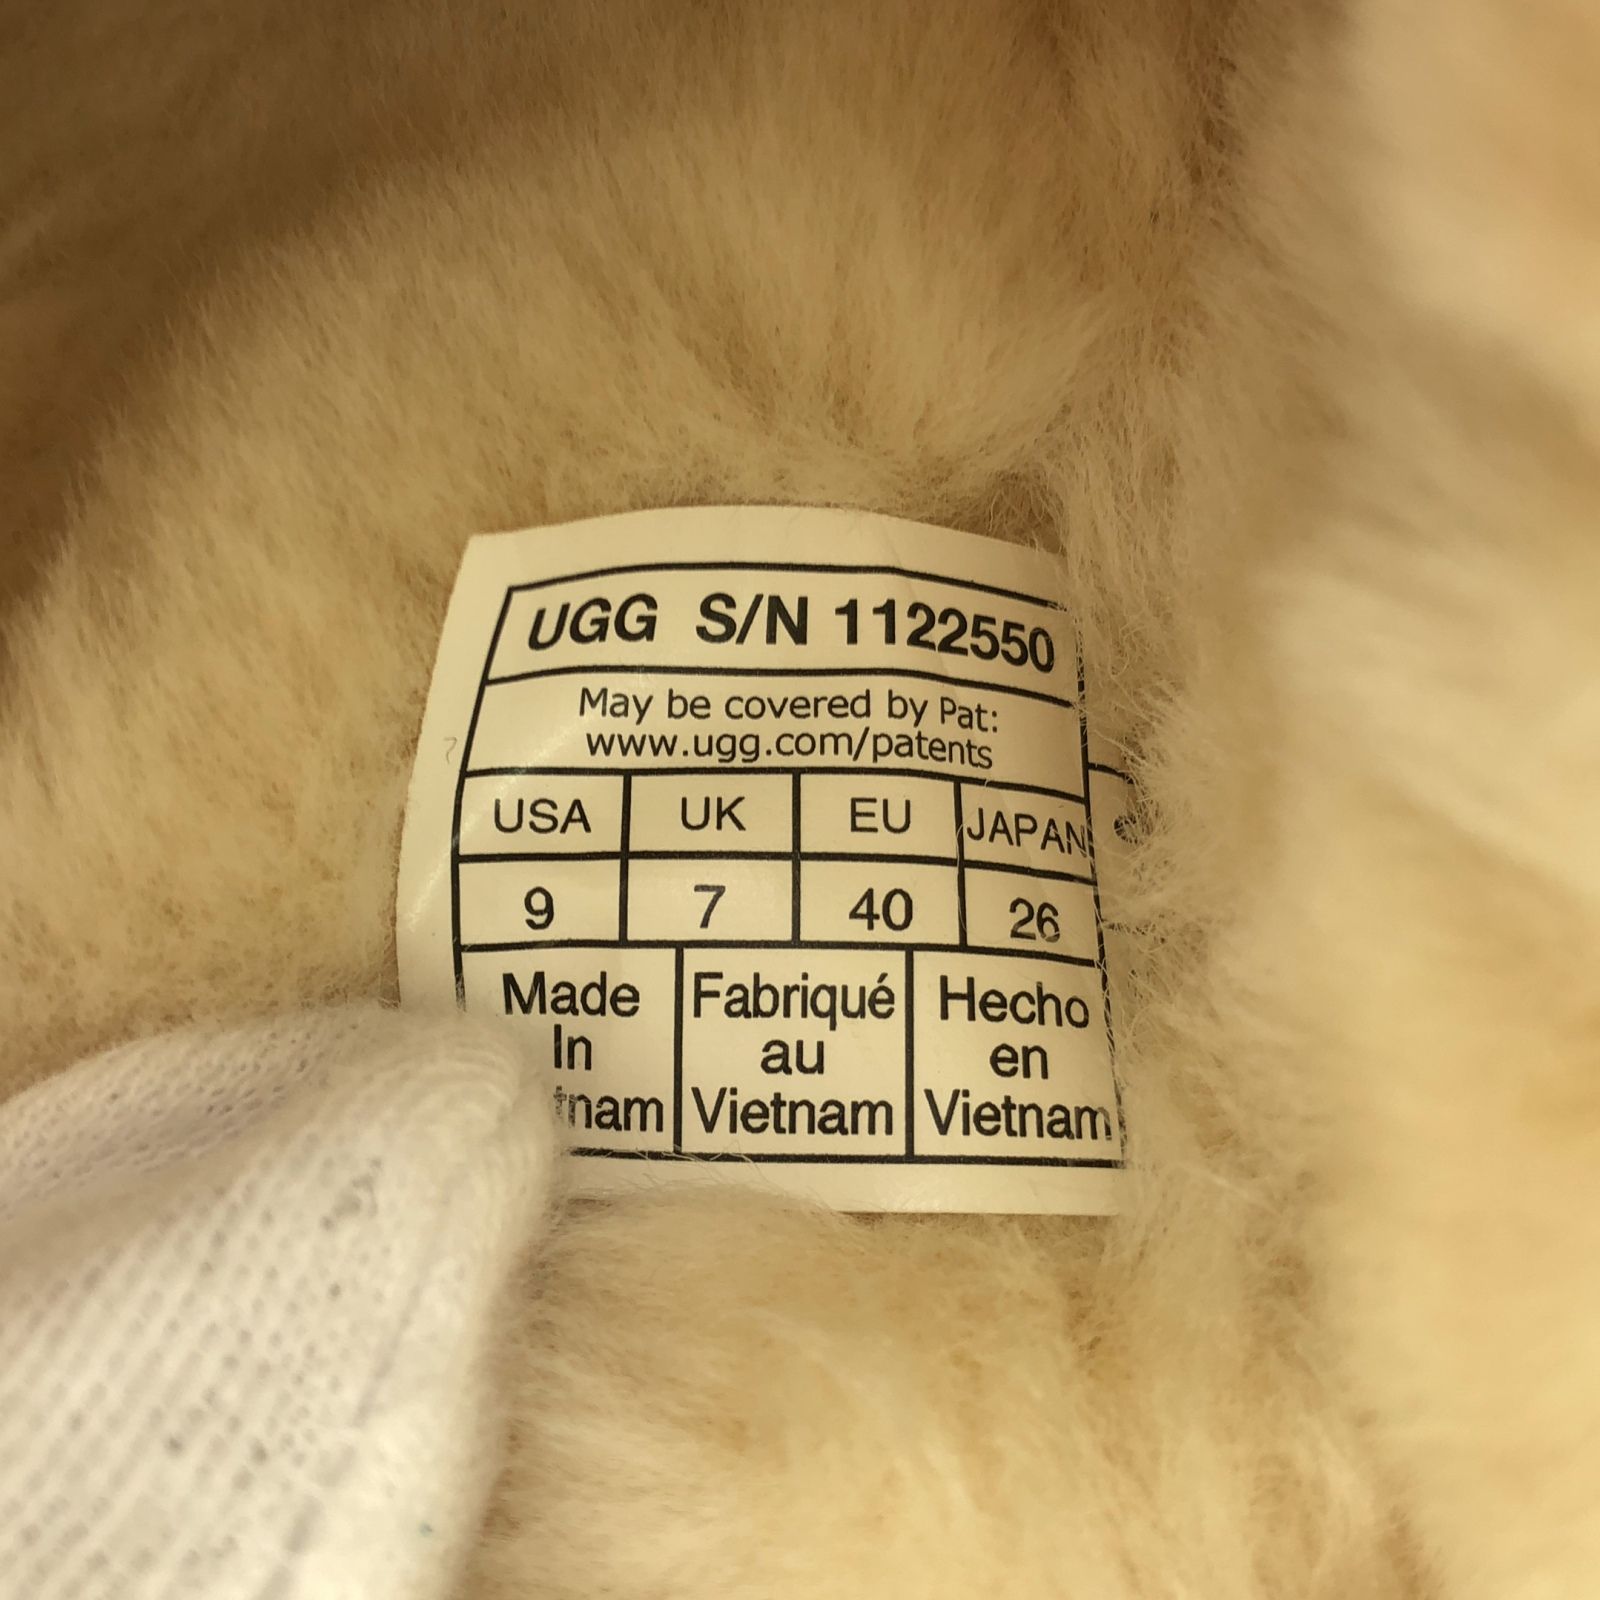 UGG S/N 1122550
May be covered by Pat:
www.ugg.com/patents
USA UK EU JAPAN
9 7 40 26
Made Fabriqué Hecho
In au en
Vietnam Vietnam